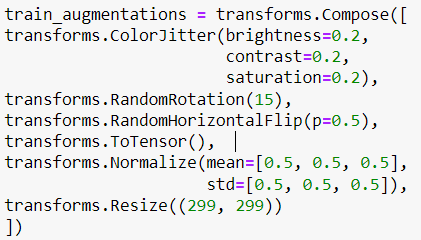 train_augmentations = transforms.Compose([
transforms.ColorJitter(brightness=0.2,
                       contrast=0.2,
                       saturation=0.2),
transforms.RandomRotation(15),
transforms.RandomHorizontalFlip(p=0.5),
transforms.ToTensor(),
transforms.Normalize(mean=[0.5, 0.5, 0.5],
                     std=[0.5, 0.5, 0.5]),
transforms.Resize((299, 299))
])